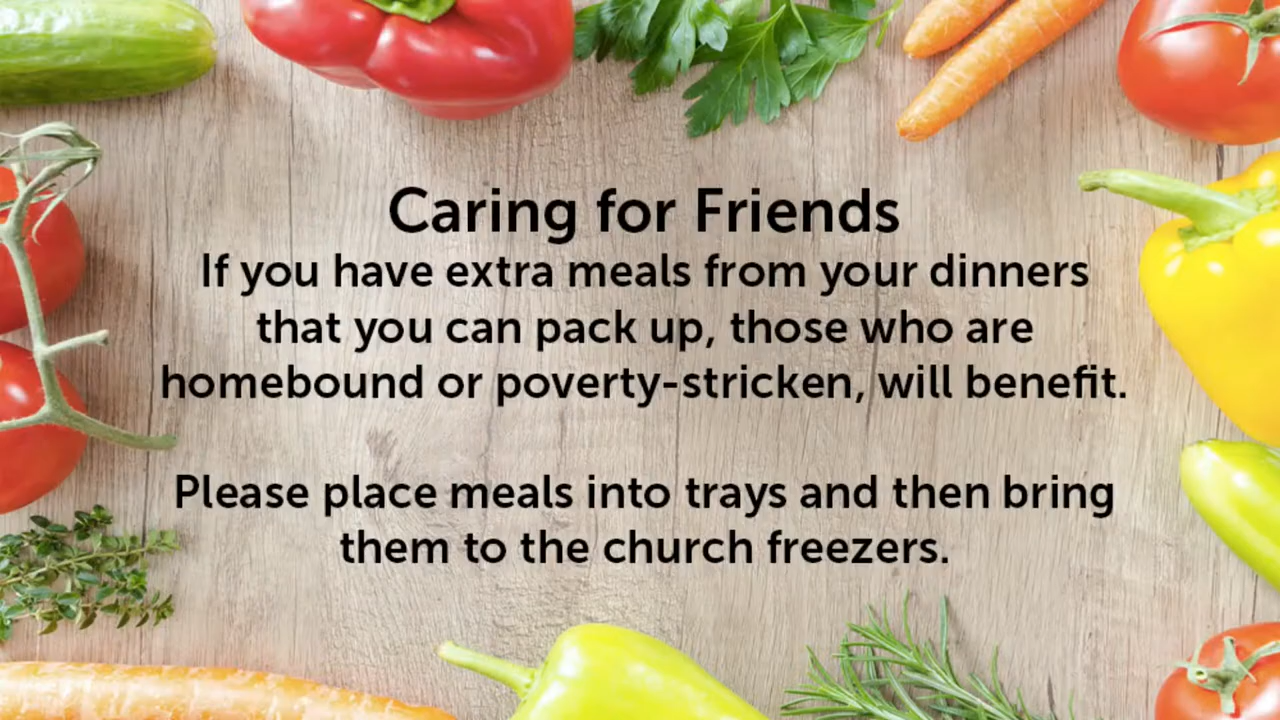 Caring for Friends
If you have extra meals from your dinners
that you can pack up, those who are
homebound or poverty-stricken, will benefit.
Please place meals into trays and then bring
them to the church freezers.